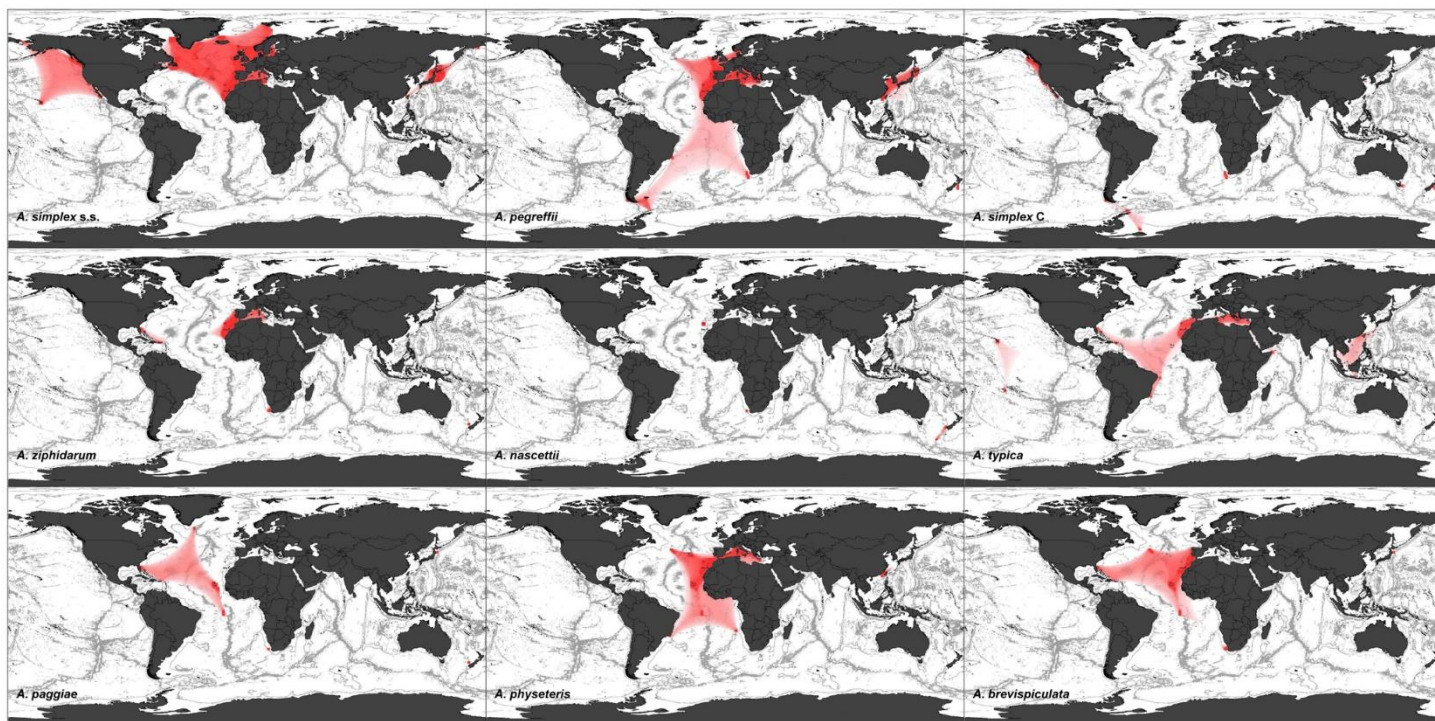 A. simplex s.s.
A. pegreffii
A. simplex C
A. ziphidarum
A. nascettii
A. typica
A. paggiae
A. physeteris
A. brevispiculata